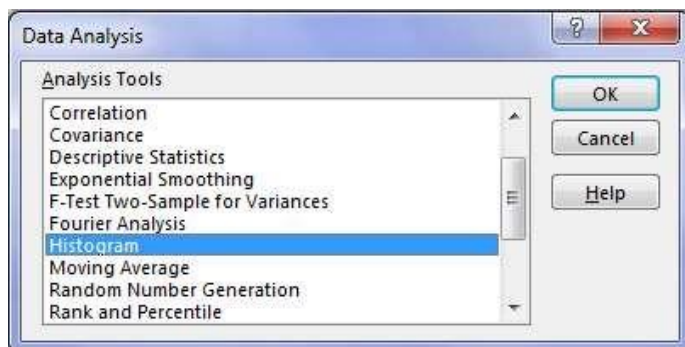 Data Analysis
?
X
Analysis Tools
Correlation
Covariance
Descriptive Statistics
Exponential Smoothing
F-Test Two-Sample for Variances
Fourier Analysis
Histogram
Moving Average
Random Number Generation
Rank and Percentile
OK
Cancel
Help